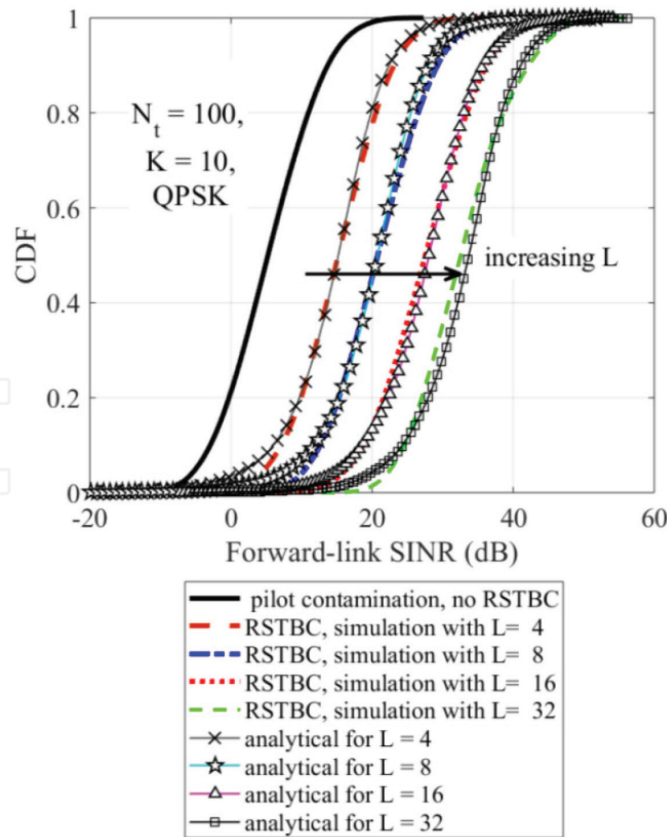 1
0.8
0.6
0.4
0.2
0
CDF
N_t = 100,
K = 10,
QPSK
increasing L
-20 0 20 40 60
Forward-link SINR (dB)
pilot contamination, no RSTBC
RSTBC, simulation with L= 4
RSTBC, simulation with L= 8
RSTBC, simulation with L= 16
RSTBC, simulation with L= 32
analytical for L = 4
analytical for L = 8
analytical for L = 16
analytical for L = 32